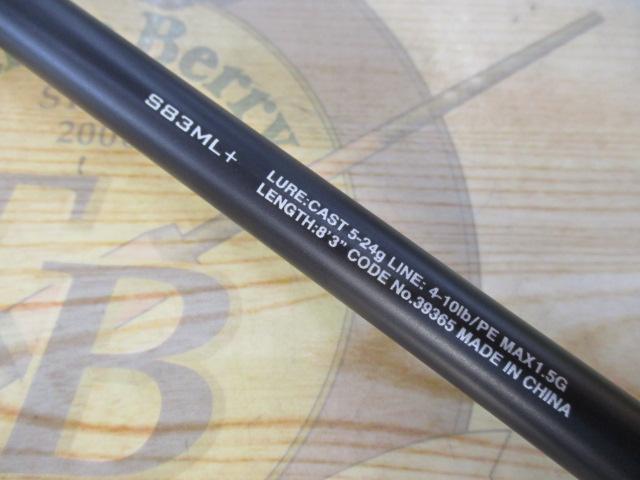 Berry
200
B
S83ML+
LURE:CAST 5-24g LINE: 4-10lb/PE MAX1.5G
LENGTH:8'3" CODE No.39365 MADE IN CHINA